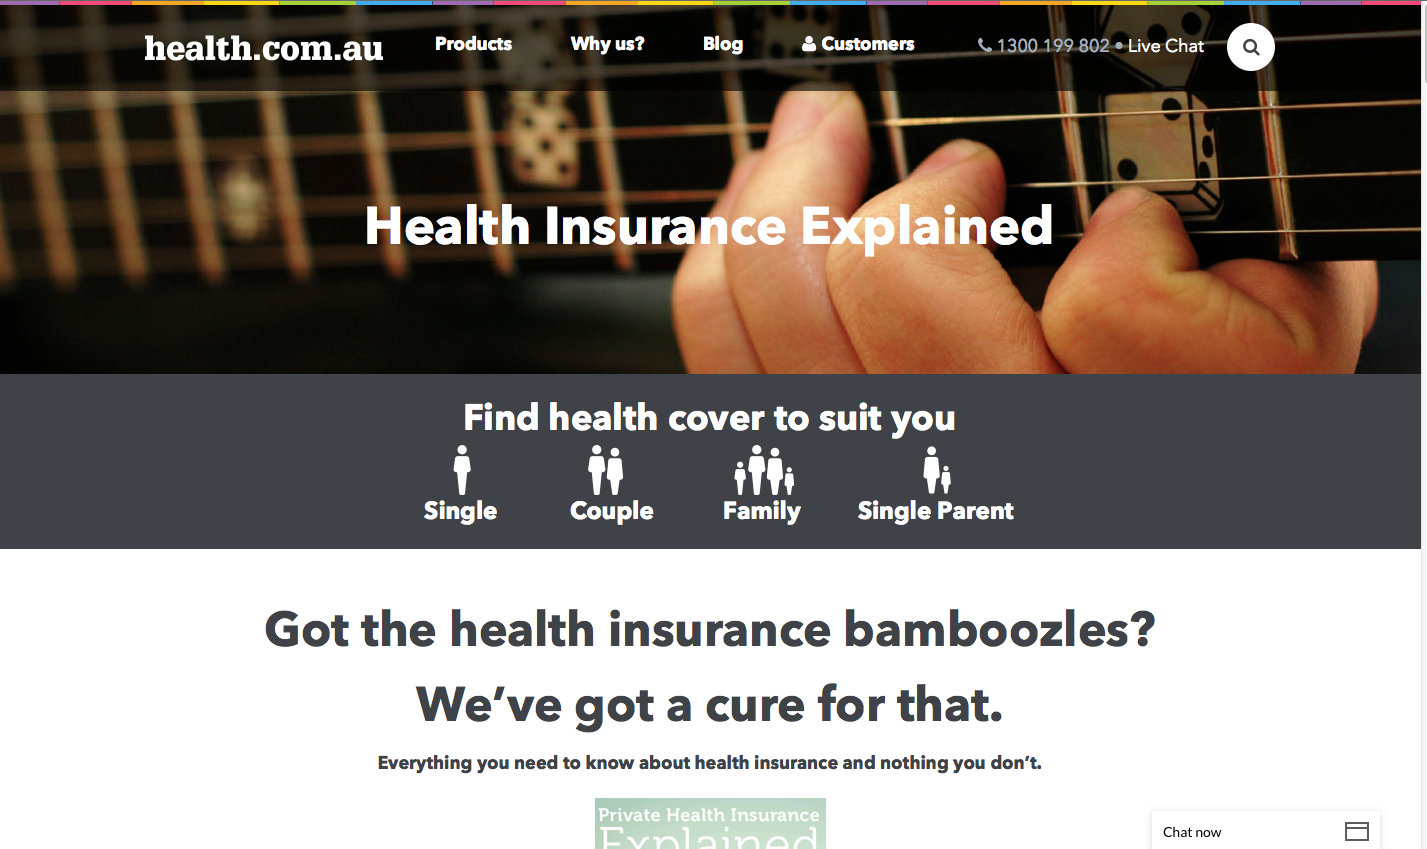 health.com.au
Products
Why us?
Blog
Customers
1300 199 802 • Live Chat
Health Insurance Explained
Find health cover to suit you
Single
Couple
Family
Single Parent
Got the health insurance bamboozles?
We’ve got a cure for that.
Everything you need to know about health insurance and nothing you don’t.
Private Health Insurance
Explained
Chat now